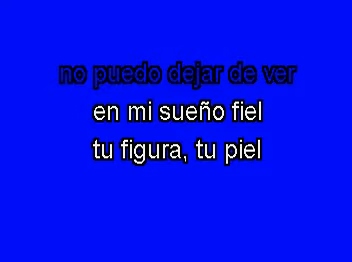 no puedo dejar de ver
en mi sueño fiel
tu figura, tu piel